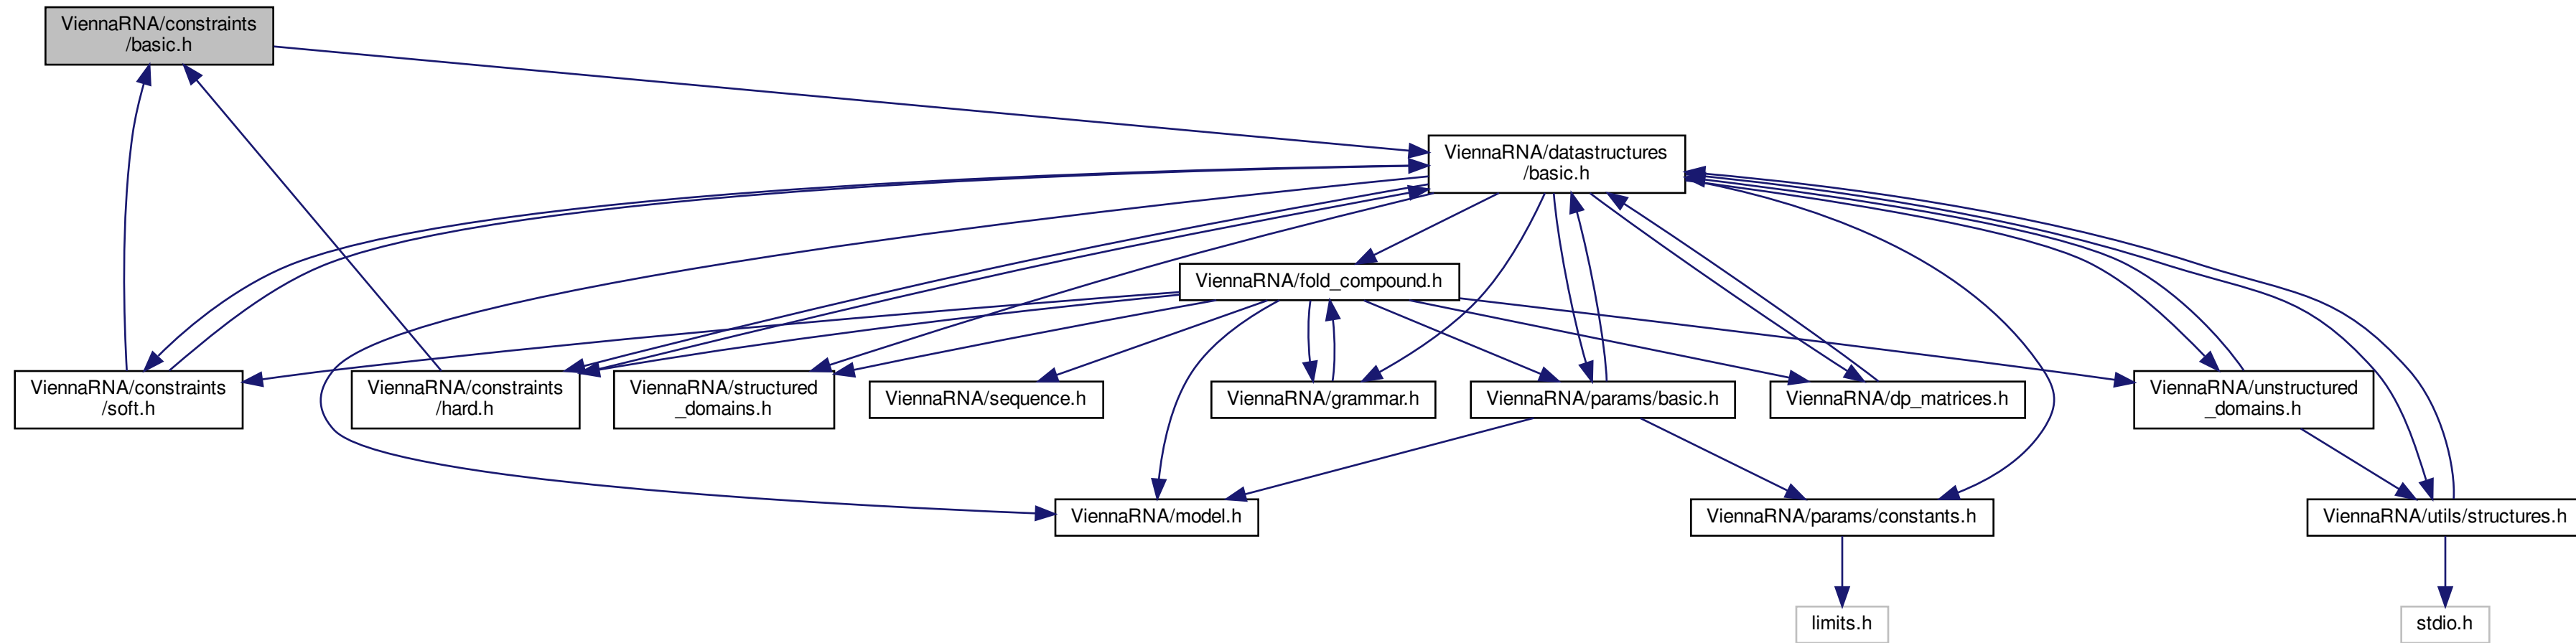 ViennaRNA/constraints
/basic.h
ViennaRNA/datastructures
/basic.h
ViennaRNA/fold_compound.h
ViennaRNA/constraints
/soft.h
ViennaRNA/constraints
/hard.h
ViennaRNA/structured
_domains.h
ViennaRNA/sequence.h
ViennaRNA/grammar.h
ViennaRNA/params/basic.h
ViennaRNA/dp_matrices.h
ViennaRNA/unstructured
_domains.h
ViennaRNA/model.h
ViennaRNA/params/constants.h
ViennaRNA/utils/structures.h
limits.h
stdio.h